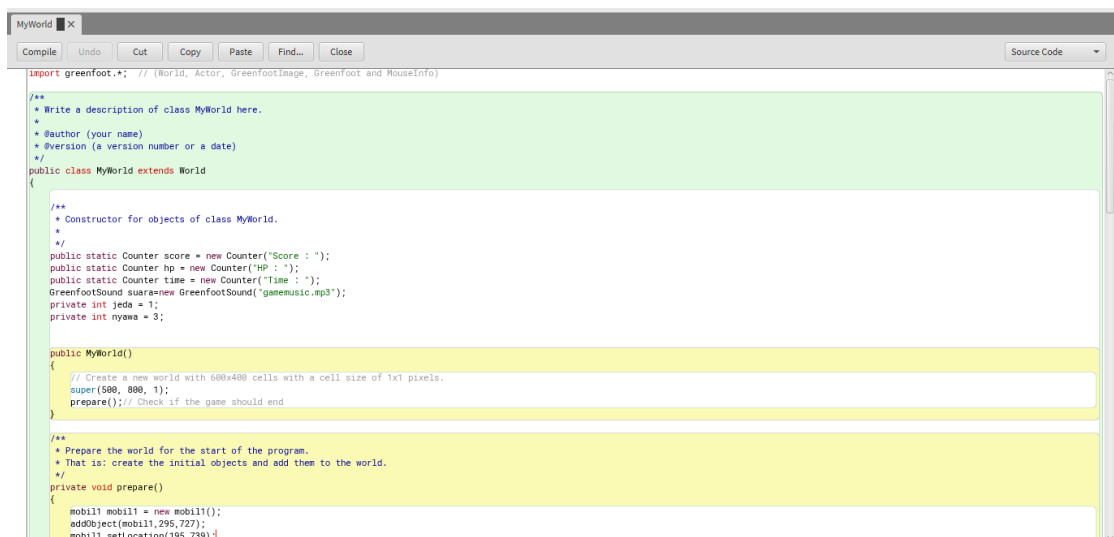 MyWorld ✕
Compile Undo Cut Copy Paste Find... Close Source Code
import greenfoot.*;  // (World, Actor, GreenfootImage, Greenfoot and MouseInfo)
/**
 * Write a description of class MyWorld here.
 *
 * @author (your name)
 * @version (a version number or a date)
 */
public class MyWorld extends World
{
    /**
     * Constructor for objects of class MyWorld.
     *
     */
    public static Counter score = new Counter("Score : ");
    public static Counter hp = new Counter("HP : ");
    public static Counter time = new Counter("Time : ");
    GreenfootSound suara=new GreenfootSound("gamemusic.mp3");
    private int jeda = 1;
    private int nyawa = 3;
    public MyWorld()
    {
        // Create a new world with 600x400 cells with a cell size of 1x1 pixels.
        super(500, 800, 1);
        prepare();// Check if the game should end
    }
    /**
     * Prepare the world for the start of the program.
     * That is: create the initial objects and add them to the world.
     */
    private void prepare()
    {
        mobil1 mobil1 = new mobil1();
        addObject(mobil1,295,727);
        mobil1.setLocation(195,739);